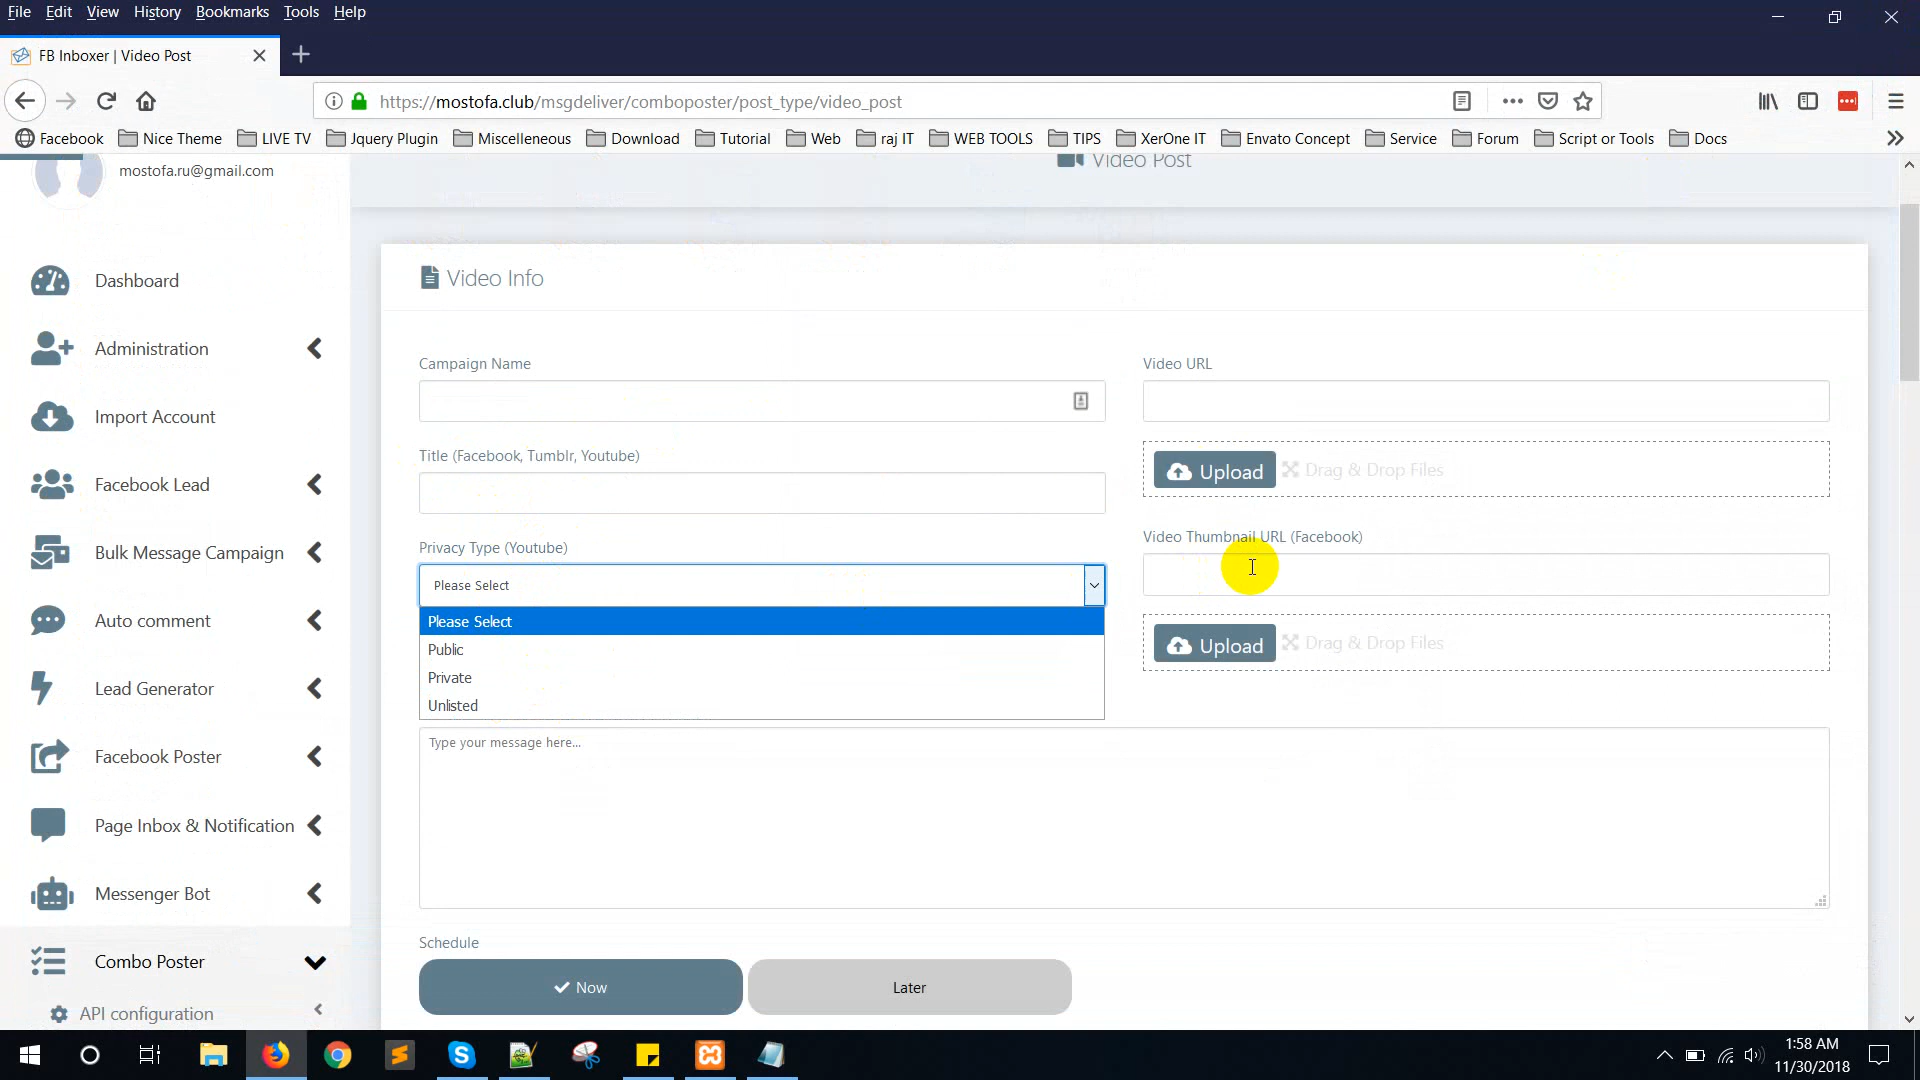 File Edit View History Bookmarks Tools Help
FB Inboxer | Video Post
https://mostofa.club/msgdeliver/comboposter/post_type/video_post
Facebook Nice Theme LIVE TV Jquery Plugin Miscelleneous Download Tutorial Web raj IT WEB TOOLS TIPS XerOne IT Envato Concept Service Forum Script or Tools Docs
mostofa.ru@gmail.com
Dashboard
Administration
Import Account
Facebook Lead
Bulk Message Campaign
Auto comment
Lead Generator
Facebook Poster
Page Inbox & Notification
Messenger Bot
Combo Poster
API configuration
Video Post
Video Info
Campaign Name
Title (Facebook, Tumblr, Youtube)
Privacy Type (Youtube)
Please Select
Please Select
Public
Private
Unlisted
Video URL
Upload Drag & Drop Files
Video Thumbnail URL (Facebook)
Upload Drag & Drop Files
Type your message here...
Schedule
Now
Later
1:58 AM
11/30/2018